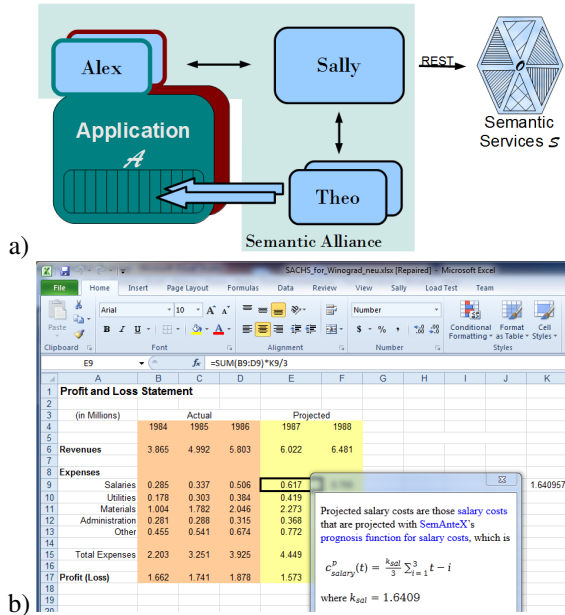 Alex
Sally
REST
Semantic
Services S
Application
A
Theo
Semantic Alliance
a)
SACHS_for_Winograd_neu.xlsx [Repaired] - Microsoft Excel
File Home Insert Page Layout Formulas Data Review View Sally Load Test Team
Arial 10 A A Number
Paste B I U A $ - % , Conditional Format Cell
Formatting as Table Styles
Clipboard Font Alignment Number Styles
E9 fx =SUM(B9:D9)*K9/3
A B C D E F G H I J K
1 Profit and Loss Statement
2
3 (in Millions) Actual Projected
4 1984 1985 1986 1987 1988
5
6 Revenues 3.865 4.992 5.803 6.022 6.481
7
8 Expenses
9 Salaries 0.285 0.337 0.506 0.617 1.640957
10 Utilities 0.178 0.303 0.384 0.419
11 Materials 1.004 1.782 2.046 2.273
12 Administration 0.281 0.288 0.315 0.368
13 Other 0.455 0.541 0.674 0.772
14
15 Total Expenses 2.203 3.251 3.925 4.449
16
17 Profit (Loss) 1.662 1.741 1.878 1.573
18
19
20
Projected salary costs are those salary costs
that are projected with SemAnteX's
prognosis function for salary costs, which is
c^p_salary(t) = k_sal/3 ∑^3_i=1 t − i
where k_sal = 1.6409
b)